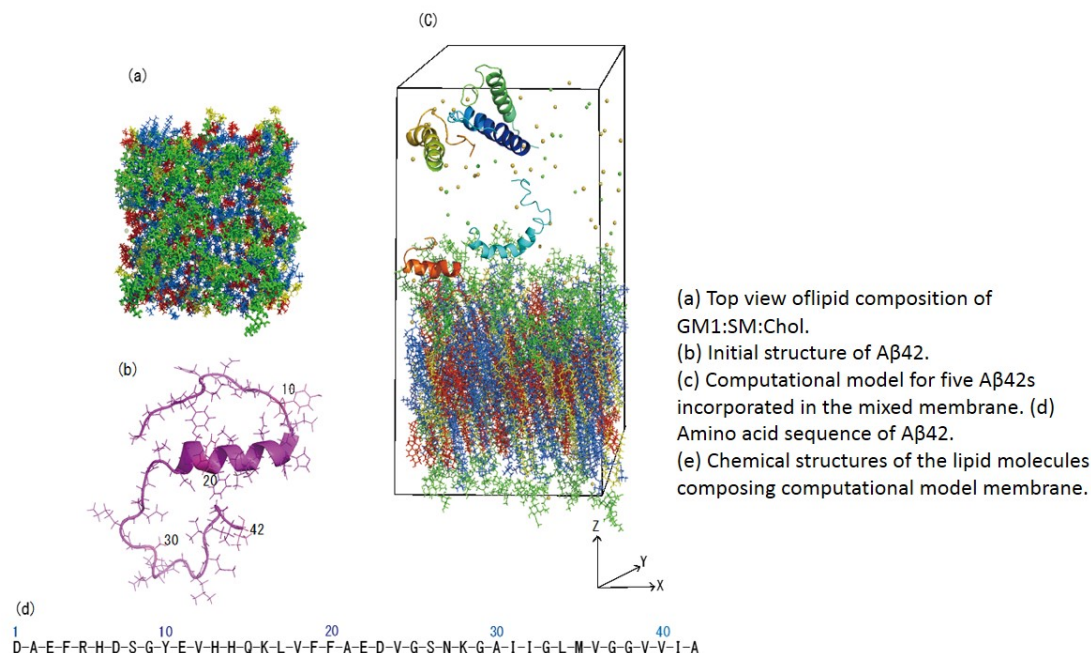 (C)
(a)
(b)
10
20
30
42
Z
Y
X
(a) Top view oflipid composition of
GM1:SM:Chol.
(b) Initial structure of Aβ42.
(c) Computational model for five Aβ42s
incorporated in the mixed membrane. (d)
Amino acid sequence of Aβ42.
(e) Chemical structures of the lipid molecules
composing computational model membrane.
(d)
1 10 20 30 40
D-A-E-F-R-H-D-S-G-Y-E-V-H-H-Q-K-L-V-F-F-A-E-D-V-G-S-N-K-G-A-I-I-G-L-M-V-G-G-V-V-I-A